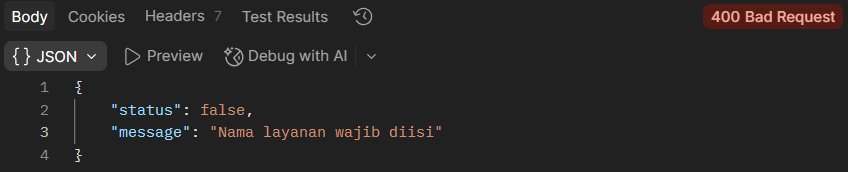 Body Cookies Headers 7 Test Results 400 Bad Request
{} JSON Preview Debug with AI
1 {
2 "status": false,
3 "message": "Nama layanan wajib diisi"
4 }